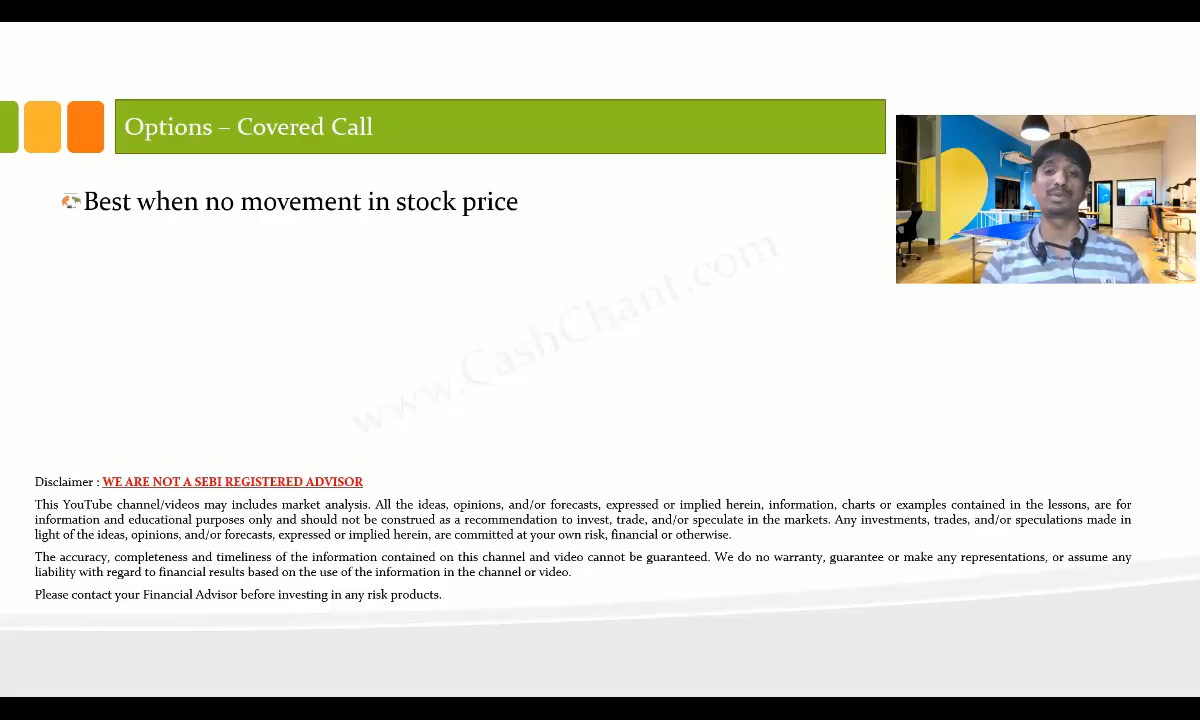 Options – Covered Call
Best when no movement in stock price
www.CashChant.com
Disclaimer : WE ARE NOT A SEBI REGISTERED ADVISOR
This YouTube channel/videos may includes market analysis. All the ideas, opinions, and/or forecasts, expressed or implied herein, information, charts or examples contained in the lessons, are for
information and educational purposes only and should not be construed as a recommendation to invest, trade, and/or speculate in the markets. Any investments, trades, and/or speculations made in
light of the ideas, opinions, and/or forecasts, expressed or implied herein, are committed at your own risk, financial or otherwise.
The accuracy, completeness and timeliness of the information contained on this channel and video cannot be guaranteed. We do no warranty, guarantee or make any representations, or assume any
liability with regard to financial results based on the use of the information in the channel or video.
Please contact your Financial Advisor before investing in any risk products.